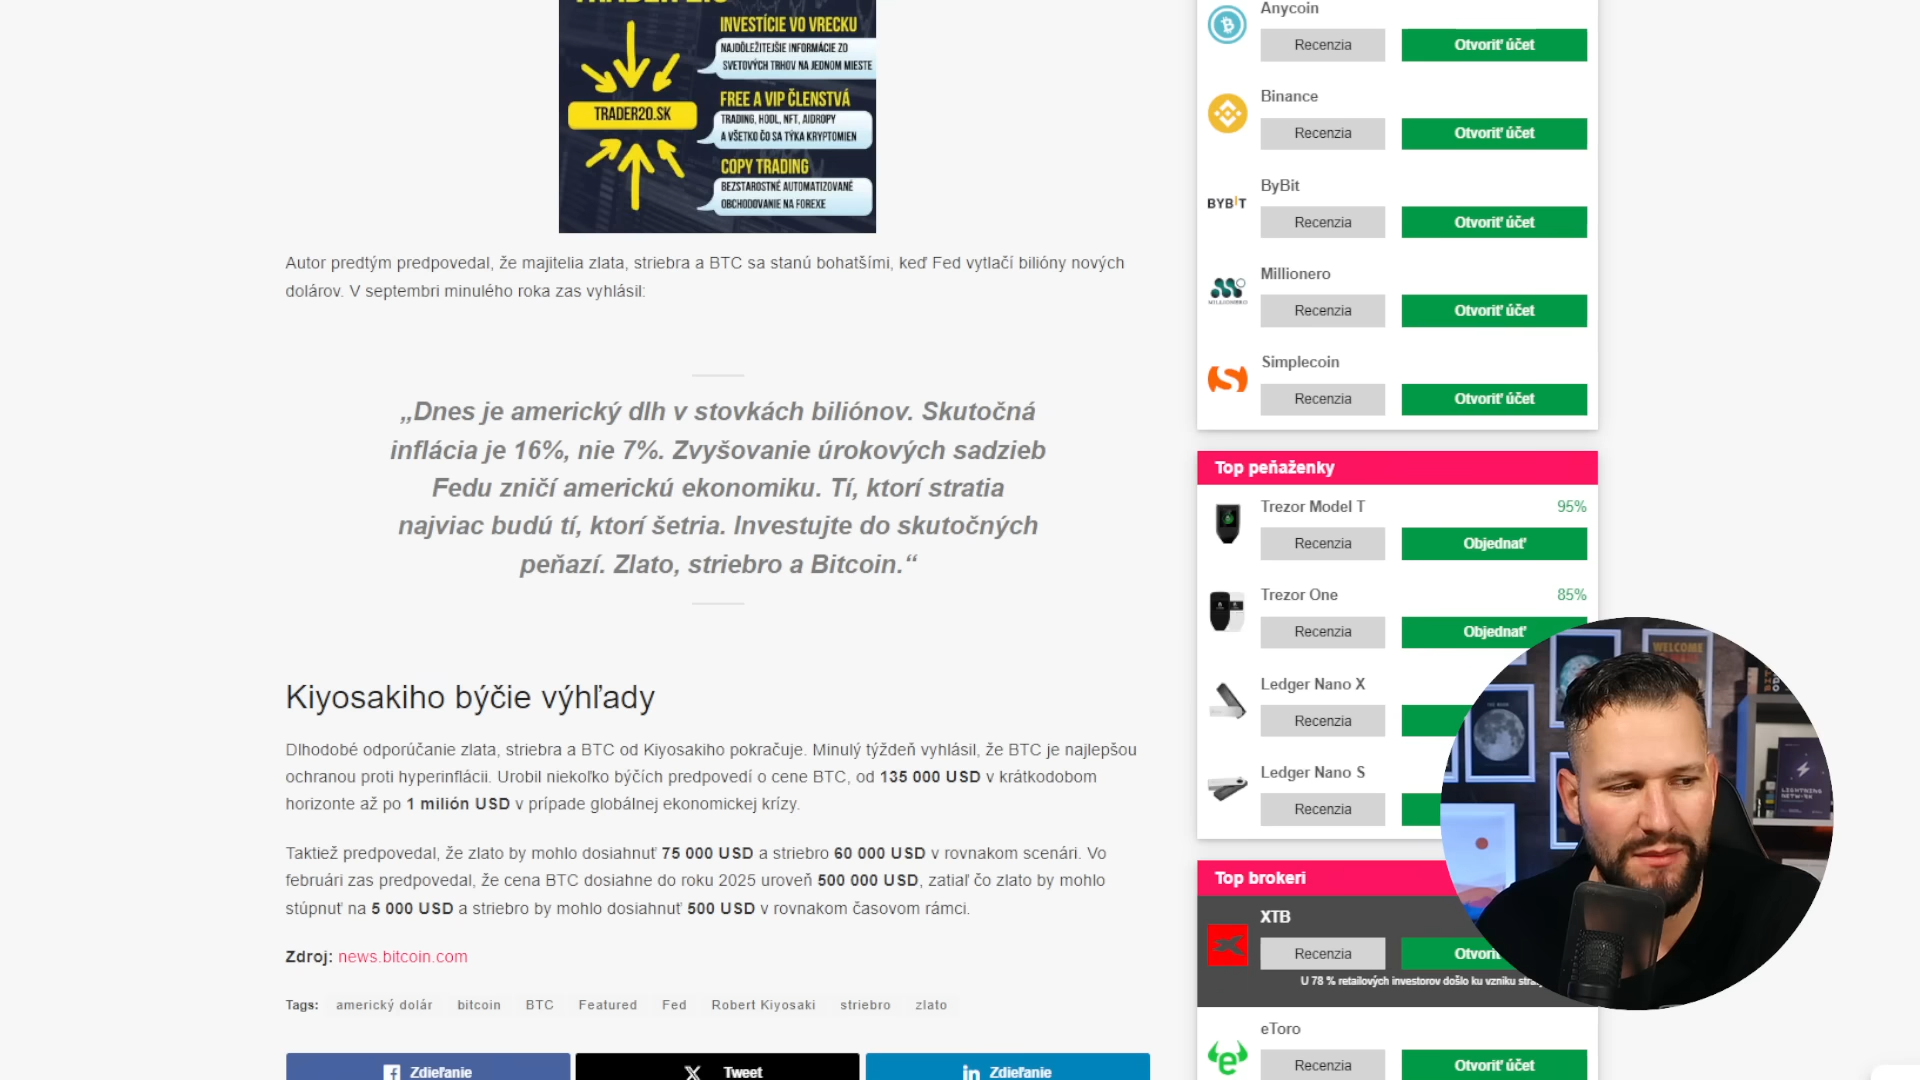 INVESTÍCIE VO VRECKU
NAJDÔLEŽITEJŠIE INFORMÁCIE ZO
SVETOVÝCH TRHOV NA JEDNOM MIESTE
TRADER20.SK
FREE A VIP ČLENSTVÁ
TRADING, HODL, NFT, AIDROPY
A VŠETKO ČO SA TÝKA KRYPTOMIEN
COPY TRADING
BEZSTAROSTNÉ AUTOMATIZOVANÉ
OBCHODOVANIE NA FOREXE
Autor predtým predpovedal, že majitelia zlata, striebra a BTC sa stanú bohatšími, keď Fed vytlačí bilióny nových
dolárov. V septembri minulého roka zas vyhlásil:
„Dnes je americký dlh v stovkách biliónov. Skutočná
inflácia je 16%, nie 7%. Zvyšovanie úrokových sadzieb
Fedu zničí americkú ekonomiku. Tí, ktorí stratia
najviac budú tí, ktorí šetria. Investujte do skutočných
peňazí. Zlato, striebro a Bitcoin.“
Kiyosakiho býčie výhľady
Dlhodobé odporúčanie zlata, striebra a BTC od Kiyosakiho pokračuje. Minulý týždeň vyhlásil, že BTC je najlepšou
ochranou proti hyperinflácii. Urobil niekoľko býčích predpovedí o cene BTC, od 135 000 USD v krátkodobom
horizonte až po 1 milión USD v prípade globálnej ekonomickej krízy.
Taktiež predpovedal, že zlato by mohlo dosiahnuť 75 000 USD a striebro 60 000 USD v rovnakom scenári. Vo
februári zas predpovedal, že cena BTC dosiahne do roku 2025 uroveň 500 000 USD, zatiaľ čo zlato by mohlo
stúpnuť na 5 000 USD a striebro by mohlo dosiahnuť 500 USD v rovnakom časovom rámci.
Zdroj: news.bitcoin.com
Tags: americký dolár bitcoin BTC Featured Fed Robert Kiyosaki striebro zlato
Zdieľanie
Tweet
Zdieľanie
Anycoin
Recenzia Otvoriť účet
Binance
Recenzia Otvoriť účet
ByBit
BYBIT
Recenzia Otvoriť účet
Millionero
MILLIONERO
Recenzia Otvoriť účet
Simplecoin
Recenzia Otvoriť účet
Top peňaženky
Trezor Model T 95%
Recenzia Objednať
Trezor One 85%
Recenzia Objednať
Ledger Nano X
Recenzia
Ledger Nano S
Recenzia
Top brokeri
XTB
Recenzia
U 78 % retailových investorov došlo ku vzniku
eToro
Recenzia Otvoriť účet
WELCOME
LIGHTNING
NETWORK